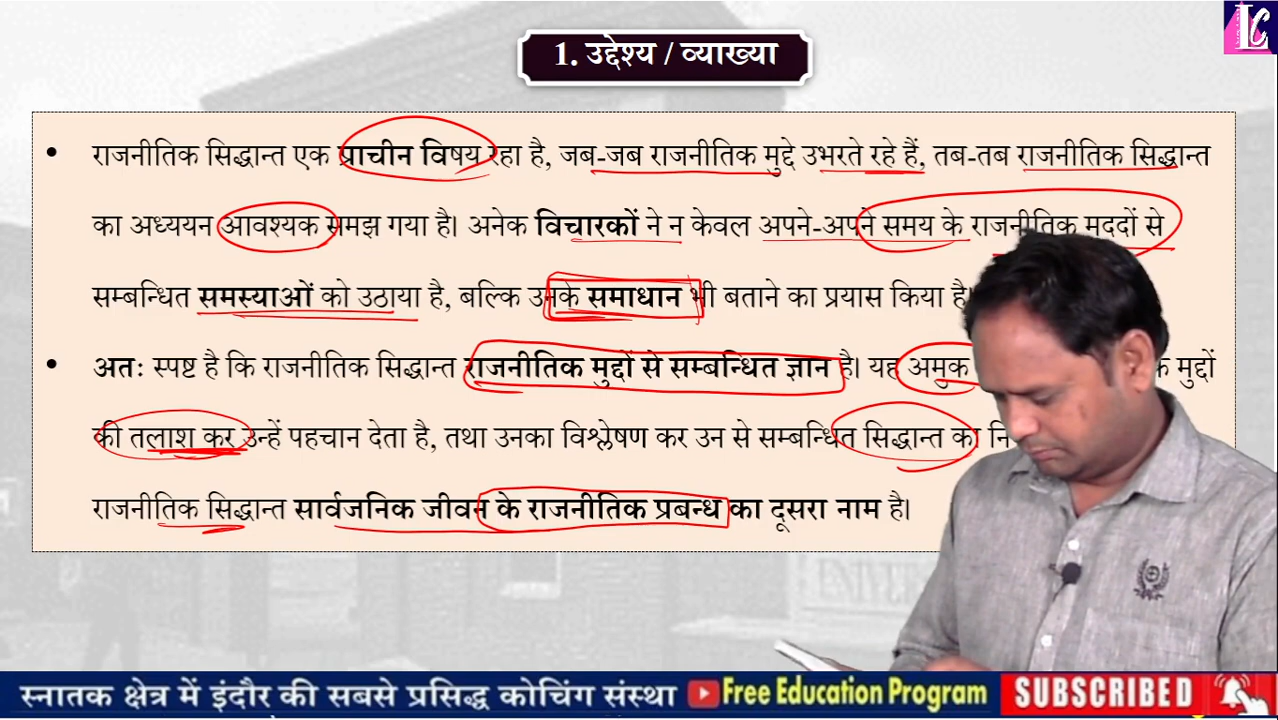 LC
1. उद्देश्य / व्याख्या
• राजनीतिक सिद्धान्त एक प्राचीन विषय रहा है, जब-जब राजनीतिक मुद्दे उभरते रहे हैं, तब-तब राजनीतिक सिद्धान्त
का अध्ययन आवश्यक समझ गया है। अनेक विचारकों ने न केवल अपने-अपने समय के राजनीतिक मददों से
सम्बन्धित समस्याओं को उठाया है, बल्कि उनके समाधान भी बताने का प्रयास किया है।
• अतः स्पष्ट है कि राजनीतिक सिद्धान्त राजनीतिक मुद्दों से सम्बन्धित ज्ञान है। यह अमुक मुद्दों
की तलाश कर उन्हें पहचान देता है, तथा उनका विश्लेषण कर उन से सम्बन्धित सिद्धान्त का
राजनीतिक सिद्धान्त सार्वजनिक जीवन के राजनीतिक प्रबन्ध का दूसरा नाम है।
स्नातक क्षेत्र में इंदौर की सबसे प्रसिद्ध कोचिंग संस्था Free Education Program SUBSCRIBED